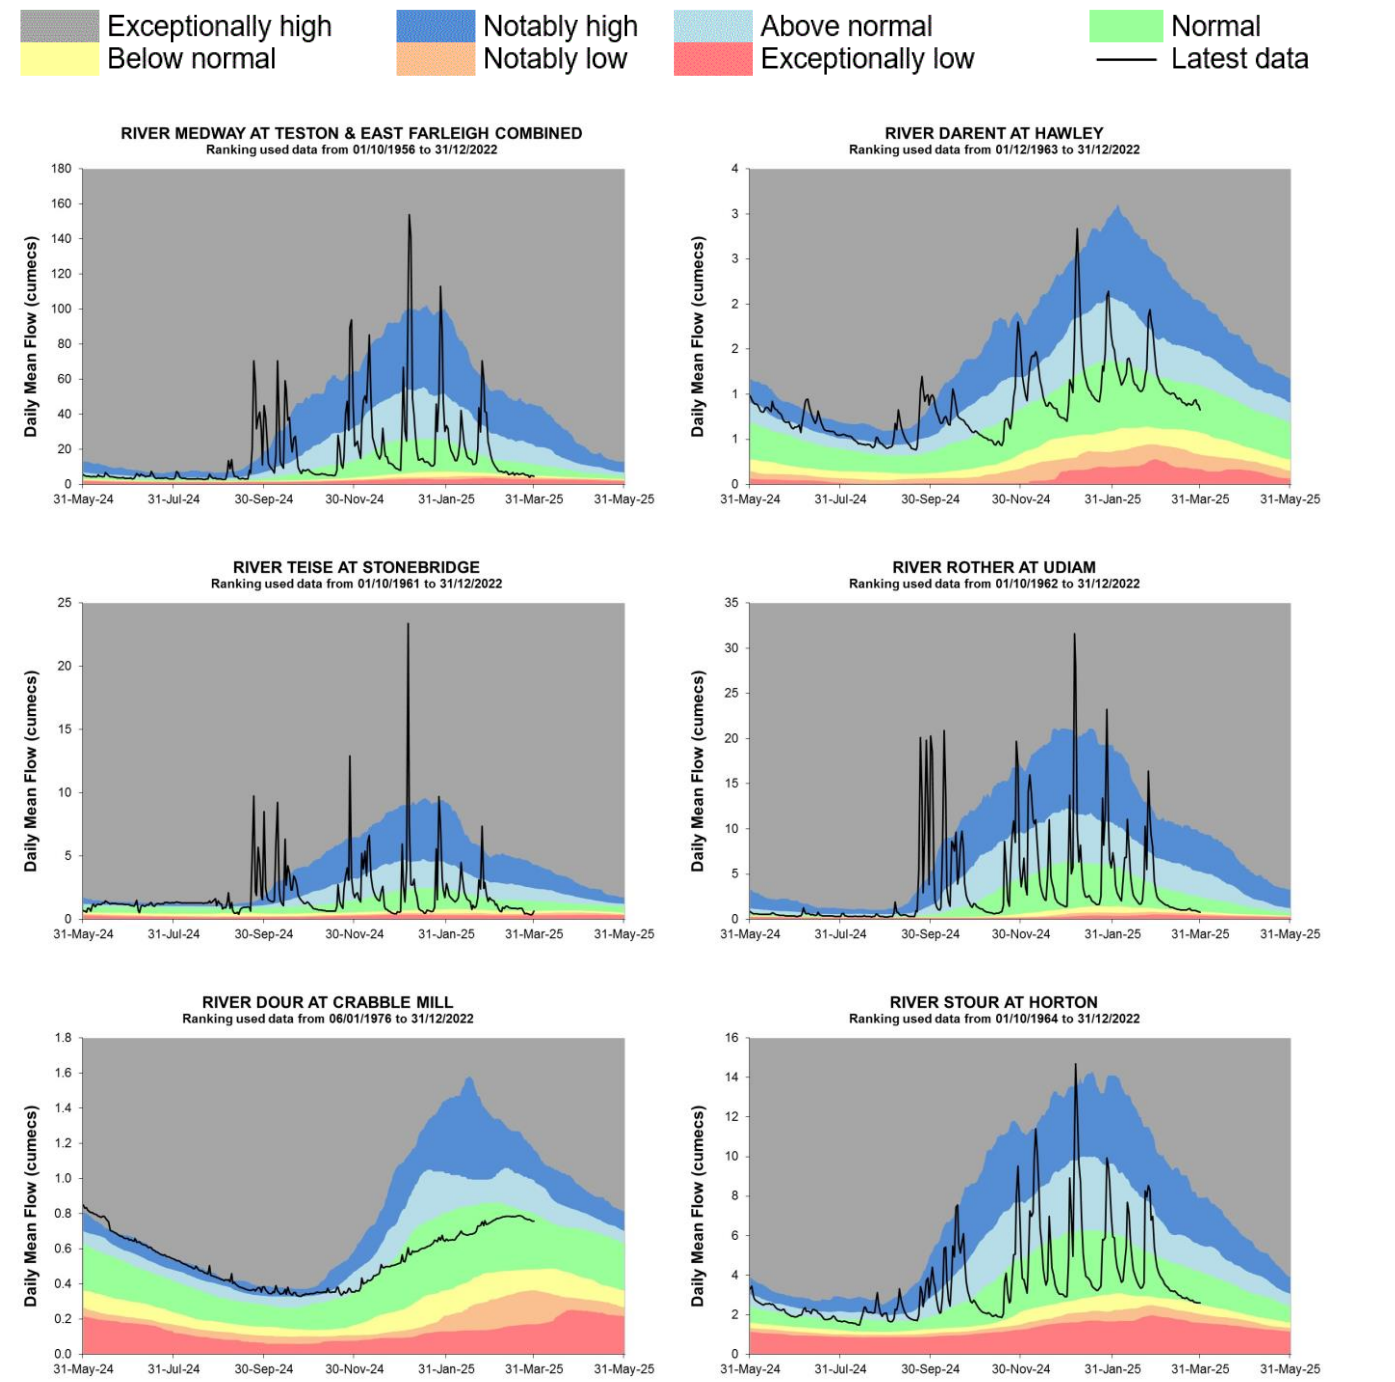 Exceptionally high Notably high Above normal Normal
Below normal Notably low Exceptionally low Latest data
RIVER MEDWAY AT TESTON & EAST FARLEIGH COMBINED
Ranking used data from 01/10/1956 to 31/12/2022
180
160
140
120
100
80
60
40
20
0
Daily Mean Flow (cumecs)
31-May-24 31-Jul-24 30-Sep-24 30-Nov-24 31-Jan-25 31-Mar-25 31-May-25
RIVER DARENT AT HAWLEY
Ranking used data from 01/12/1963 to 31/12/2022
4
3
3
2
2
1
1
0
Daily Mean Flow (cumecs)
31-May-24 31-Jul-24 30-Sep-24 30-Nov-24 31-Jan-25 31-Mar-25 31-May-25
RIVER TEISE AT STONEBRIDGE
Ranking used data from 01/10/1961 to 31/12/2022
25
20
15
10
5
0
Daily Mean Flow (cumecs)
31-May-24 31-Jul-24 30-Sep-24 30-Nov-24 31-Jan-25 31-Mar-25 31-May-25
RIVER ROTHER AT UDIAM
Ranking used data from 01/10/1962 to 31/12/2022
35
30
25
20
15
10
5
0
Daily Mean Flow (cumecs)
31-May-24 31-Jul-24 30-Sep-24 30-Nov-24 31-Jan-25 31-Mar-25 31-May-25
RIVER DOUR AT CRABBLE MILL
Ranking used data from 06/01/1976 to 31/12/2022
1.8
1.6
1.4
1.2
1.0
0.8
0.6
0.4
0.2
0.0
Daily Mean Flow (cumecs)
31-May-24 31-Jul-24 30-Sep-24 30-Nov-24 31-Jan-25 31-Mar-25 31-May-25
RIVER STOUR AT HORTON
Ranking used data from 01/10/1964 to 31/12/2022
16
14
12
10
8
6
4
2
0
Daily Mean Flow (cumecs)
31-May-24 31-Jul-24 30-Sep-24 30-Nov-24 31-Jan-25 31-Mar-25 31-May-25